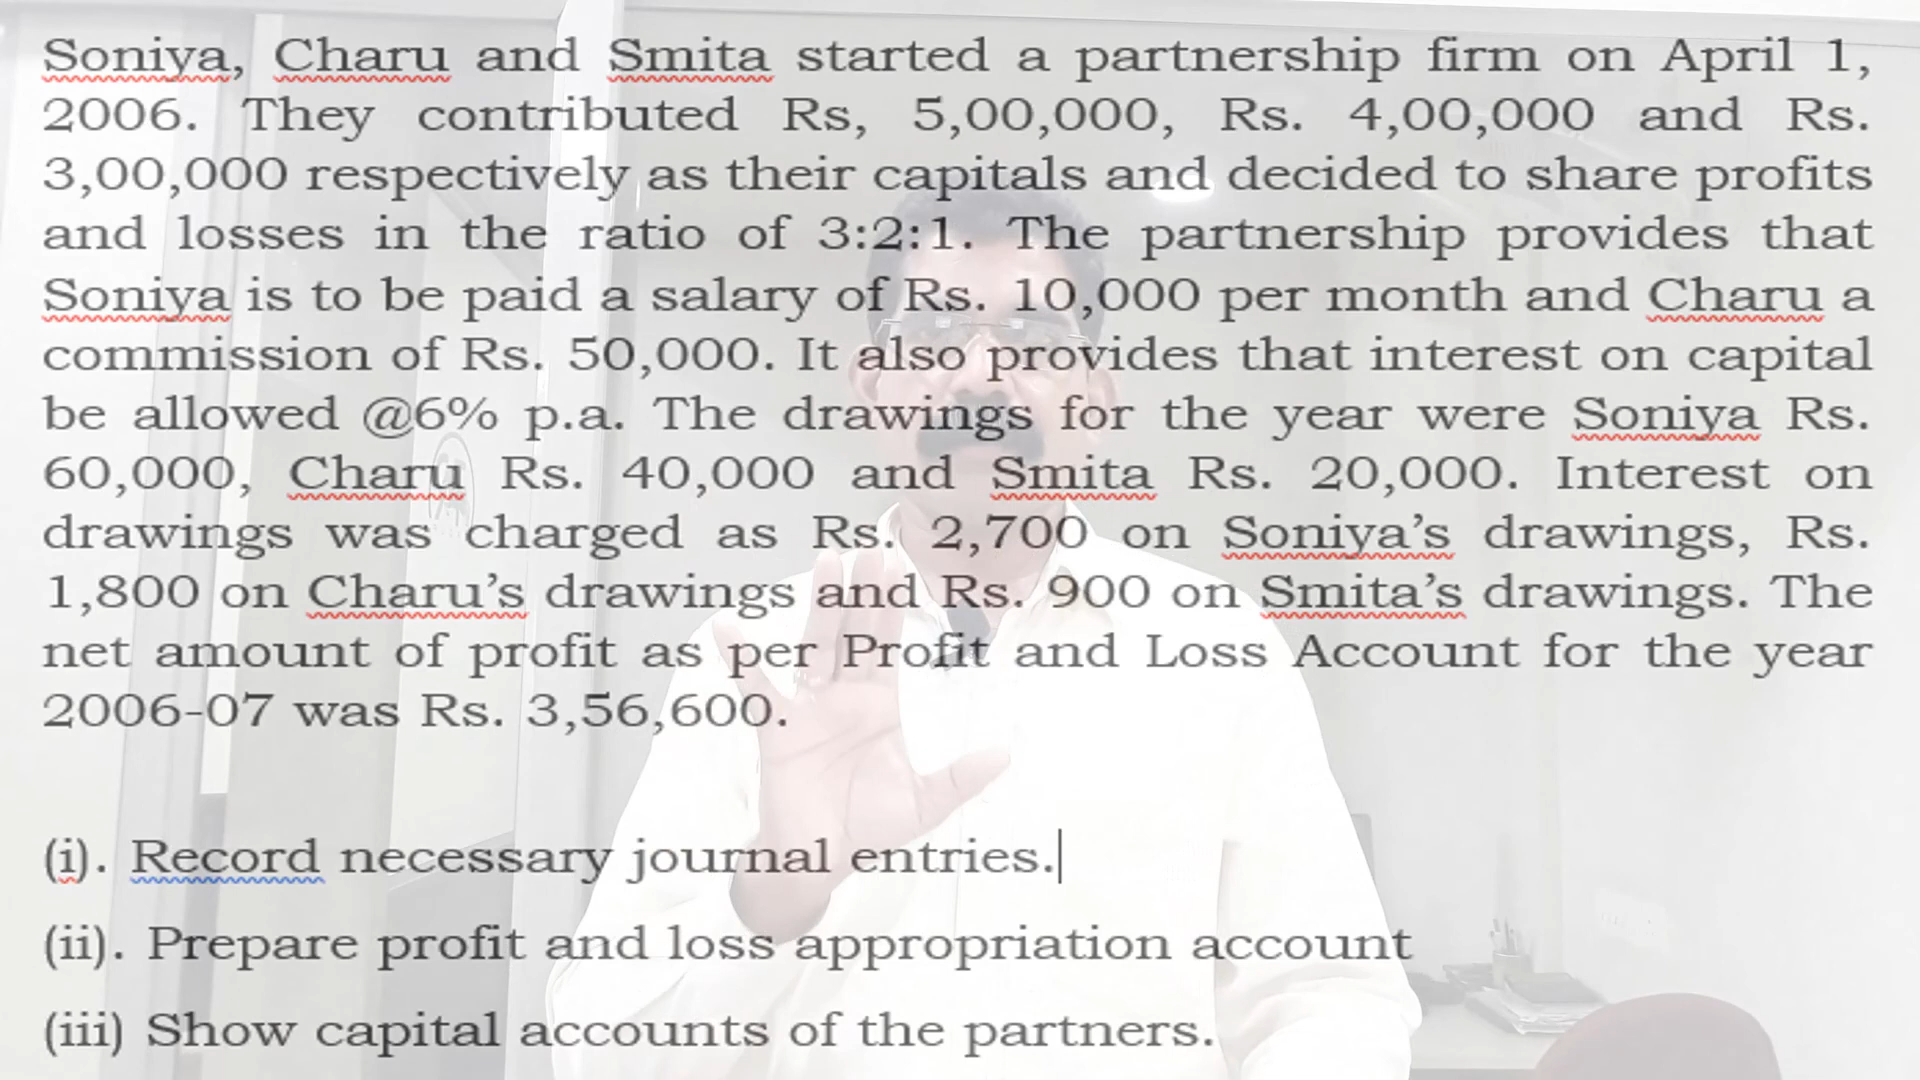 Soniya, Charu and Smita started a partnership firm on April 1,
2006. They contributed Rs, 5,00,000, Rs. 4,00,000 and Rs.
3,00,000 respectively as their capitals and decided to share profits
and losses in the ratio of 3:2:1. The partnership provides that
Soniya is to be paid a salary of Rs. 10,000 per month and Charu a
commission of Rs. 50,000. It also provides that interest on capital
be allowed @6% p.a. The drawings for the year were Soniya Rs.
60,000, Charu Rs. 40,000 and Smita Rs. 20,000. Interest on
drawings was charged as Rs. 2,700 on Soniya’s drawings, Rs.
1,800 on Charu’s drawings and Rs. 900 on Smita’s drawings. The
net amount of profit as per Profit and Loss Account for the year
2006-07 was Rs. 3,56,600.
(i). Record necessary journal entries.
(ii). Prepare profit and loss appropriation account
(iii) Show capital accounts of the partners.